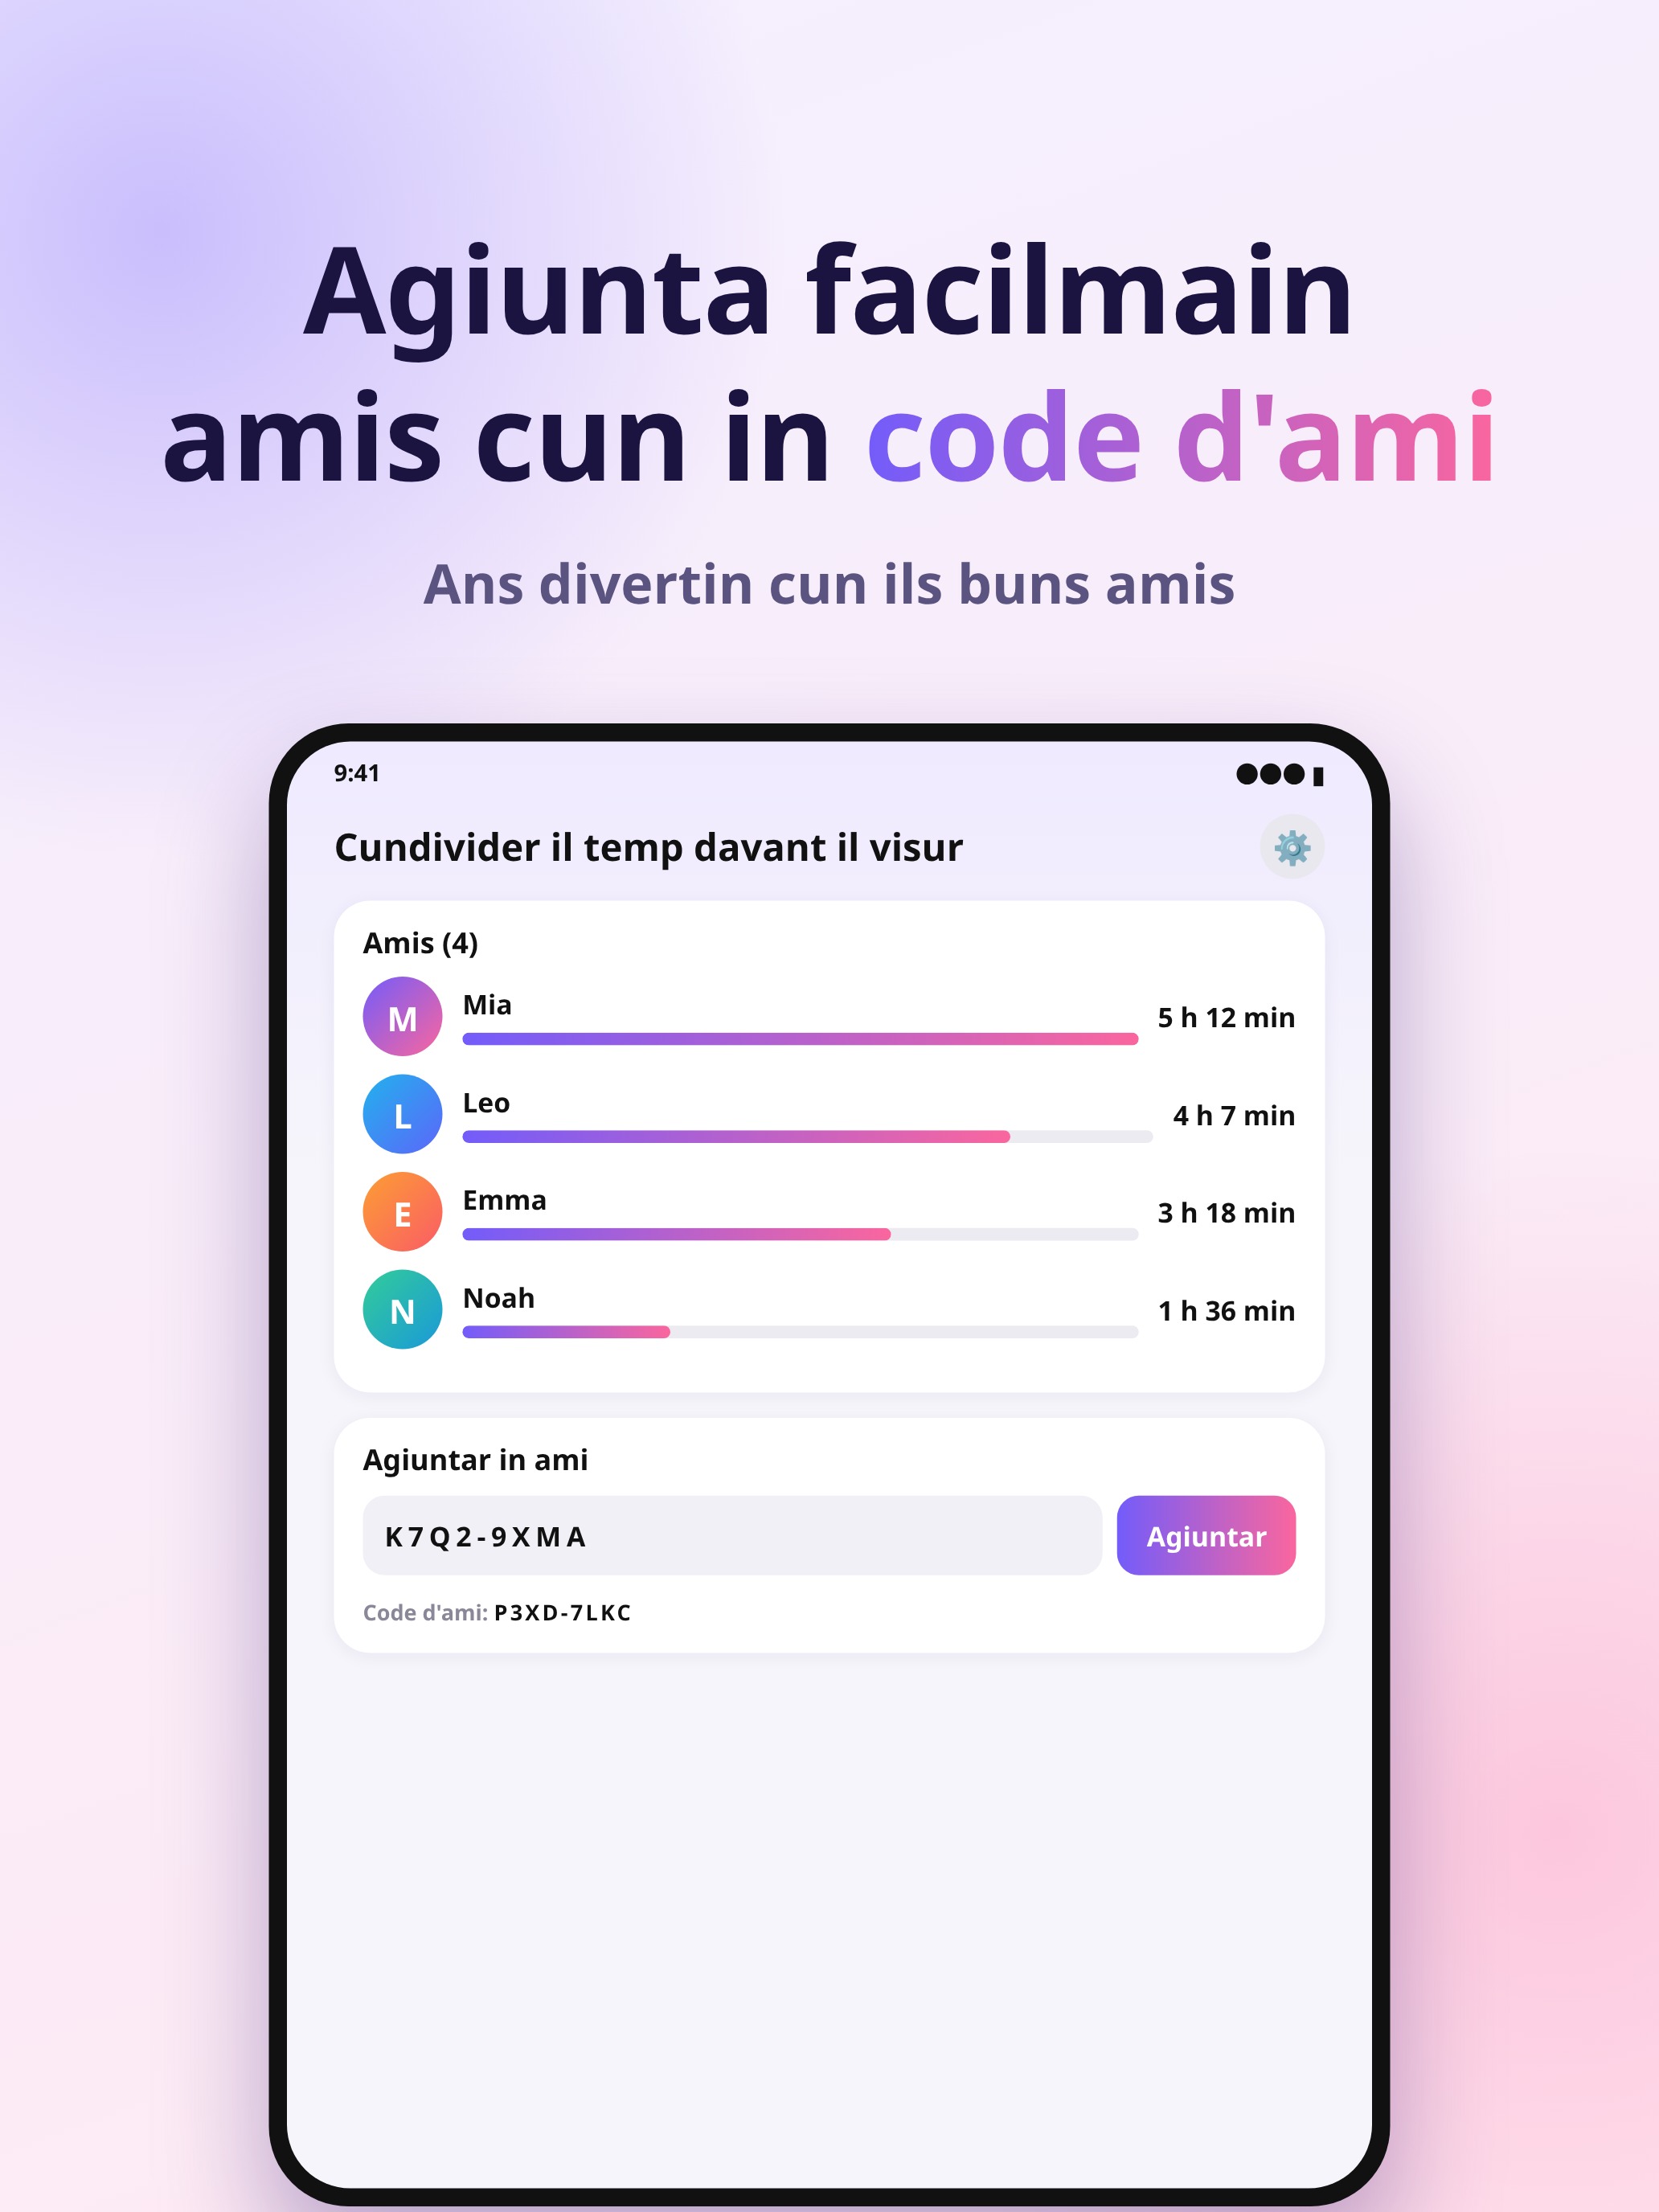 Agiunta facilmain
amis cun in code d'ami
Ans divertin cun ils buns amis
9:41
Cundivider il temp davant il visur
Amis (4)
M
Mia
5 h 12 min
L
Leo
4 h 7 min
E
Emma
3 h 18 min
N
Noah
1 h 36 min
Agiuntar in ami
K7Q2-9XMA
Agiuntar
Code d'ami: P3XD-7LKC